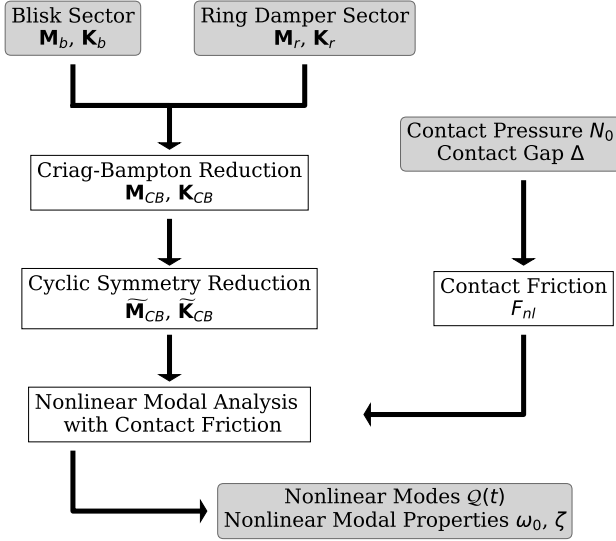 Blisk Sector
M_b, K_b
Ring Damper Sector
M_r, K_r
Contact Pressure N_0
Contact Gap Δ
Criag-Bampton Reduction
M_CB, K_CB
Cyclic Symmetry Reduction
M̃_CB, K̃_CB
Contact Friction
F_nl
Nonlinear Modal Analysis
with Contact Friction
Nonlinear Modes 𝒬(t)
Nonlinear Modal Properties ω_0, ζ